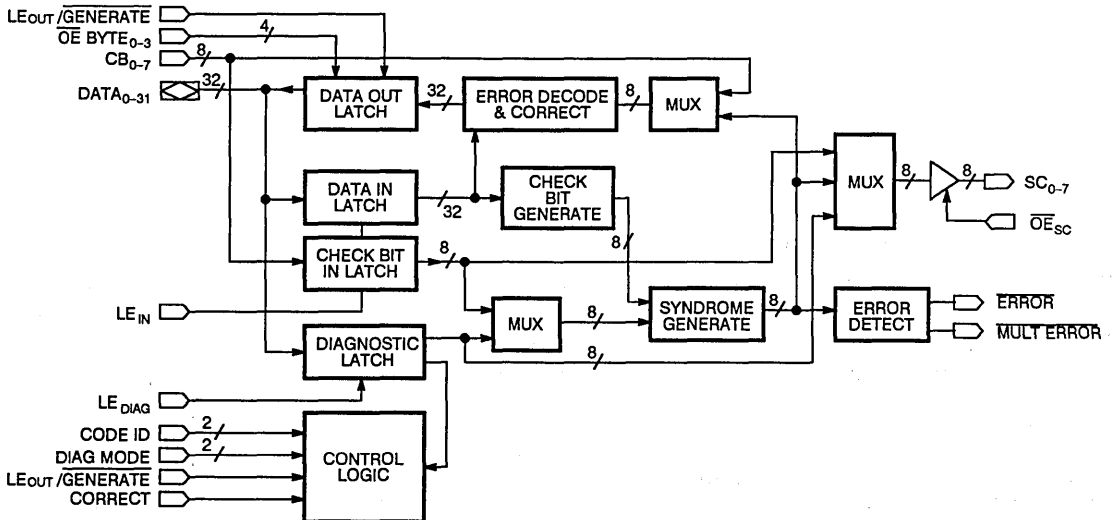 LEOUT/GENERATE
OE BYTE0–3
4
CB0–7
8
DATA0–31
32
DATA OUT
LATCH
32
ERROR DECODE
& CORRECT
8
MUX
DATA IN
LATCH
32
CHECK
BIT
GENERATE
8
MUX
8
8
SC0–7
OESC
CHECK BIT
IN LATCH
8
LEIN
MUX
8
SYNDROME
GENERATE
8
ERROR
DETECT
ERROR
MULT ERROR
DIAGNOSTIC
LATCH
8
LEDIAG
CODE ID
2
DIAG MODE
2
LEOUT/GENERATE
CORRECT
CONTROL
LOGIC